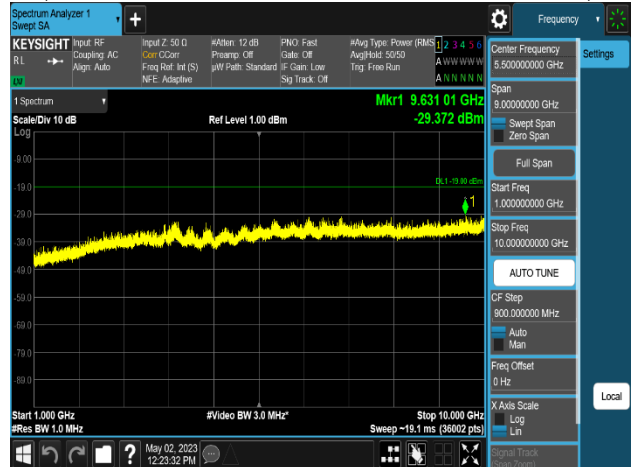 Spectrum Analyzer 1
Swept SA
Frequency
KEYSIGHT
RL
Input: RF
Coupling: AC
Align: Auto
Input Z: 50 Ω
Corr CCorr
Freq Ref: Int (S)
NFE: Adaptive
#Atten: 12 dB
Preamp: Off
µW Path: Standard
PNO: Fast
Gate: Off
IF Gain: Low
Sig Track: Off
#Avg Type: Power (RMS
Avg|Hold: 50/50
Trig: Free Run
1 2 3 4 5 6
A W W W W W
A N N N N N
LW
1 Spectrum
Scale/Div 10 dB
Log
Ref Level 1.00 dBm
Mkr1 9.631 01 GHz
-29.372 dBm
DL1 -19.00 dBm
1
-9.00
-19.0
-29.0
-39.0
-49.0
-59.0
-69.0
-79.0
-89.0
Start 1.000 GHz
#Res BW 1.0 MHz
#Video BW 3.0 MHz*
Stop 10.000 GHz
Sweep ~19.1 ms (36002 pts)
Center Frequency
5.500000000 GHz
Span
9.00000000 GHz
Swept Span
Zero Span
Full Span
Start Freq
1.000000000 GHz
Stop Freq
10.000000000 GHz
AUTO TUNE
CF Step
900.000000 MHz
Auto
Man
Freq Offset
0 Hz
X Axis Scale
Log
Lin
Signal Track
(Span Zoom)
Settings
Local
?
May 02, 2023
12:23:32 PM